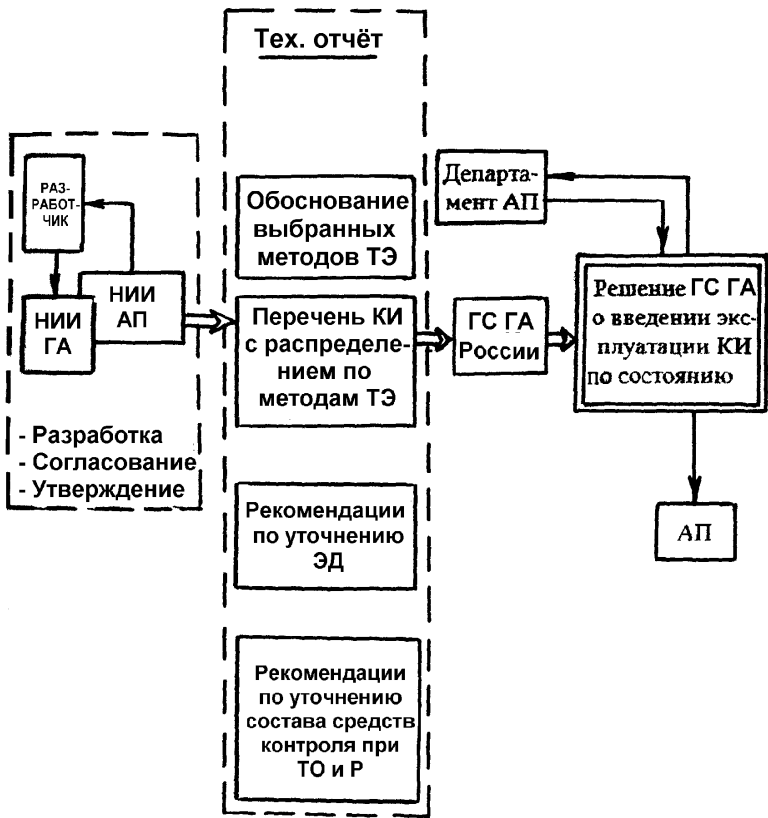 Тех. отчёт
РАЗ-
РАБОТ-
ЧИК
НИИ
ГА
НИИ
АП
- Разработка
- Согласование
- Утверждение
Обоснование
выбранных
методов ТЭ
Перечень КИ
с распределе-
нием по
методам ТЭ
Рекомендации
по уточнению
ЭД
Рекомендации
по уточнению
состава средств
контроля при
ТО и Р
ГС ГА
России
Департа-
мент АП
Решение ГС ГА
о введении экс-
плуатации КИ
по состоянию
АП